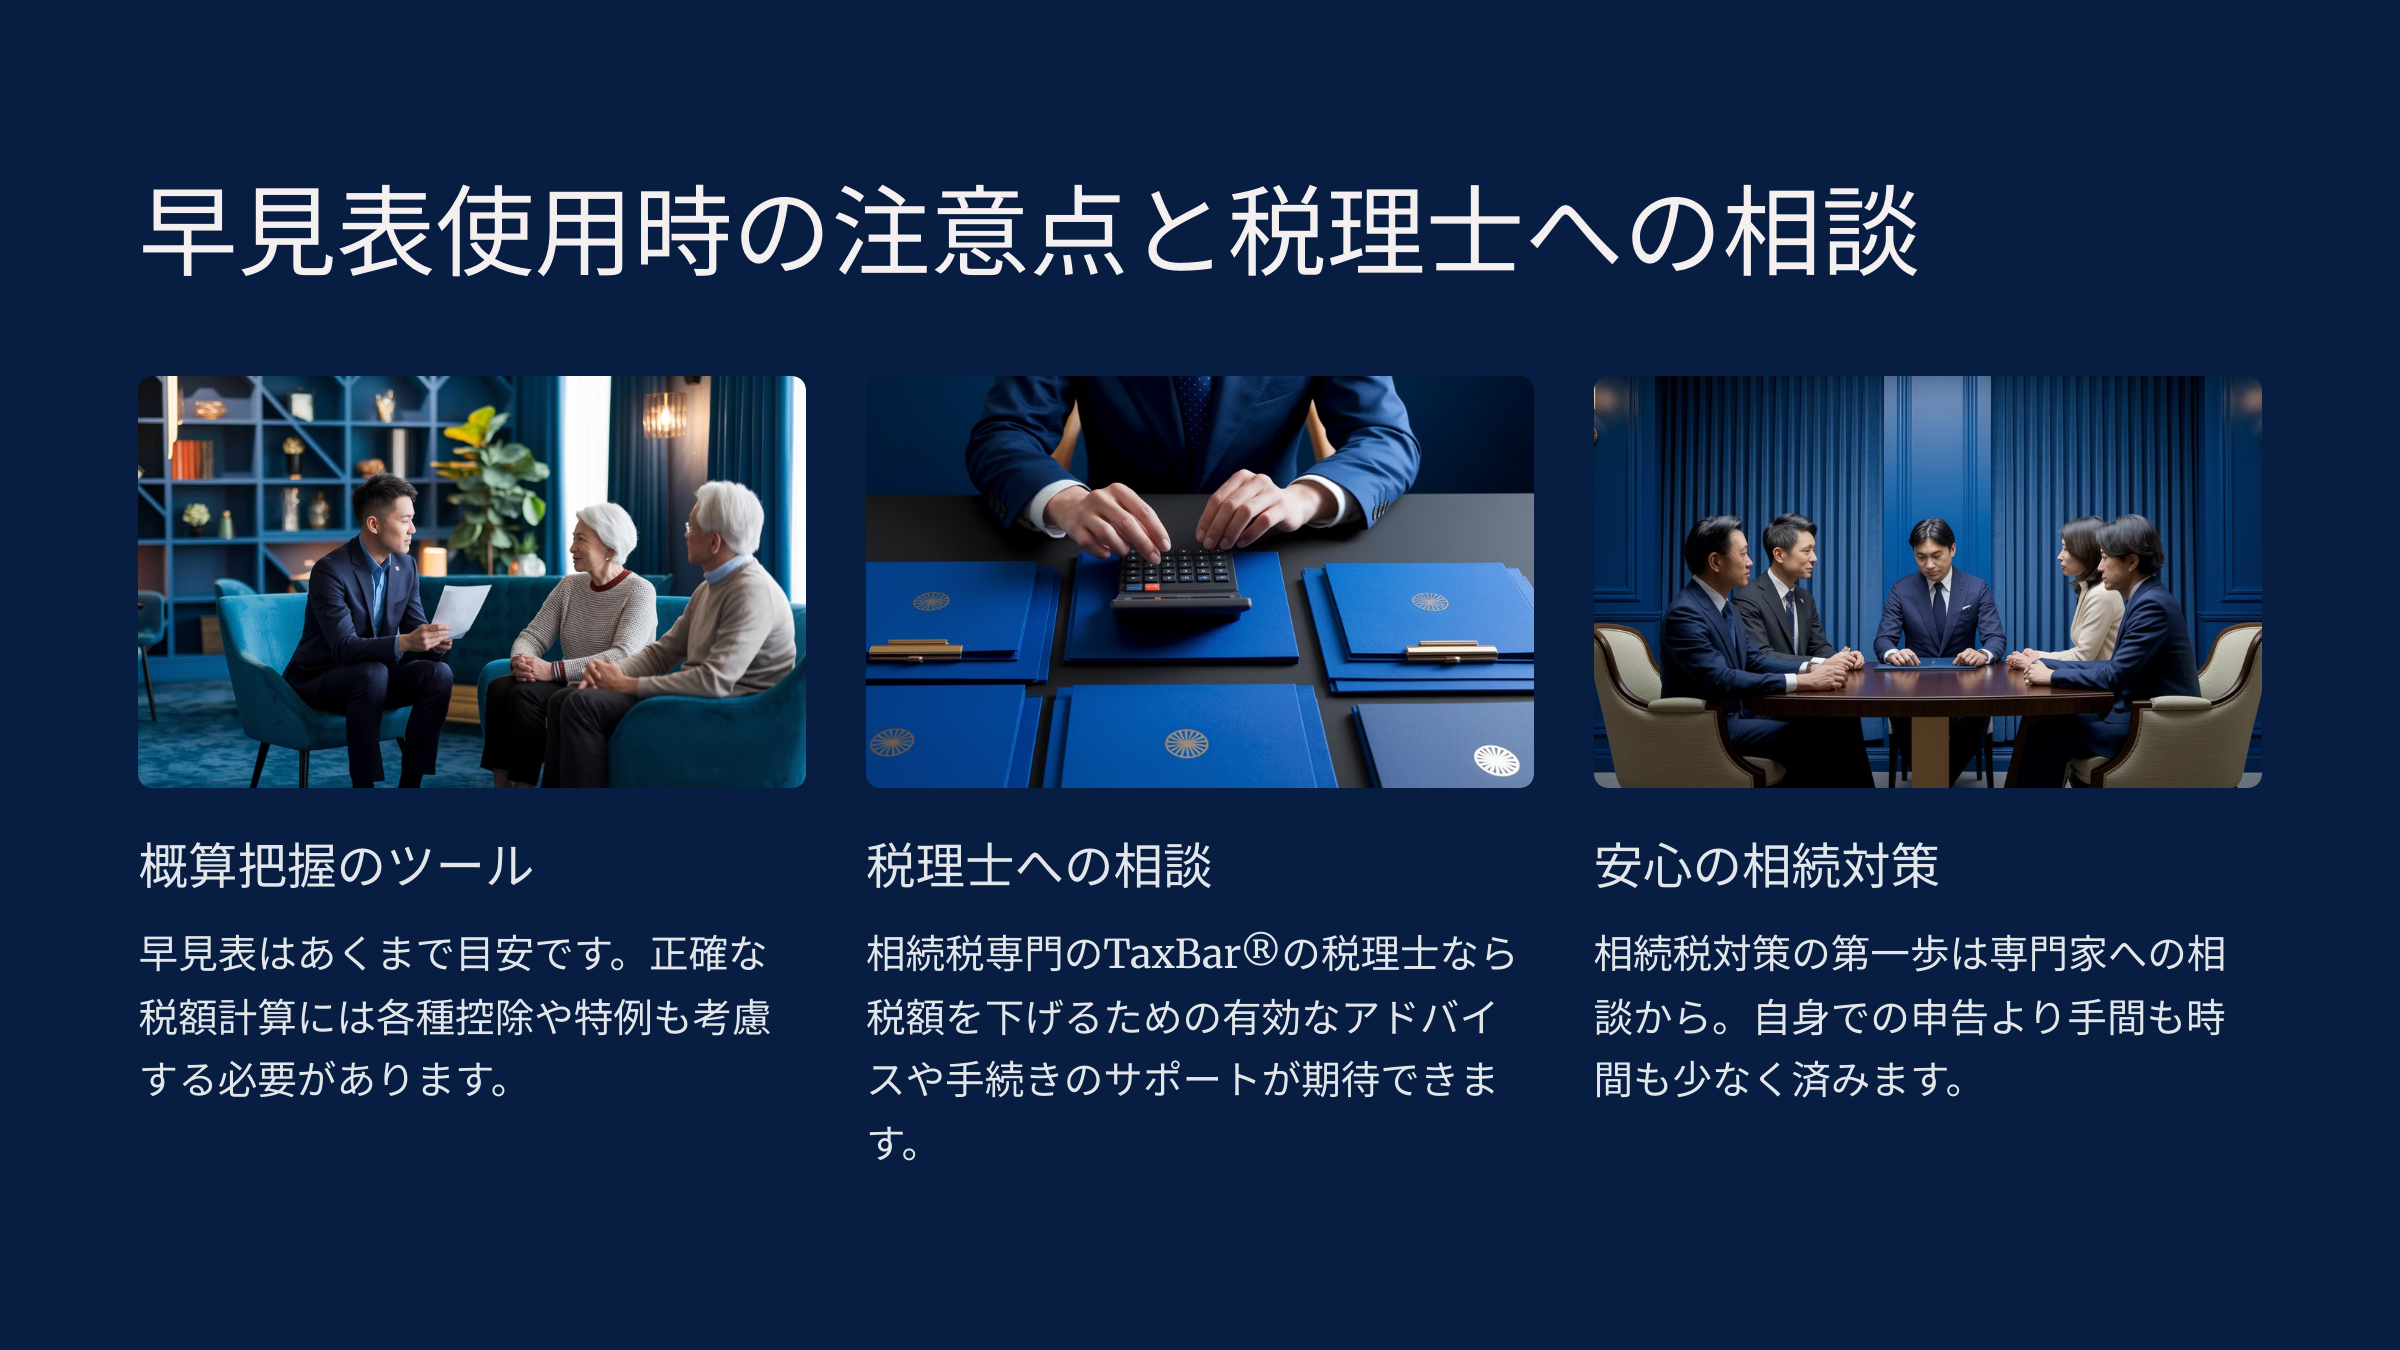 早見表使用時の注意点と税理士への相談
概算把握のツール
早見表はあくまで目安です。正確な
税額計算には各種控除や特例も考慮
する必要があります。
税理士への相談
相続税専門のTaxBar®の税理士なら
税額を下げるための有効なアドバイ
スや手続きのサポートが期待できま
す。
安心の相続対策
相続税対策の第一歩は専門家への相
談から。自身での申告より手間も時
間も少なく済みます。